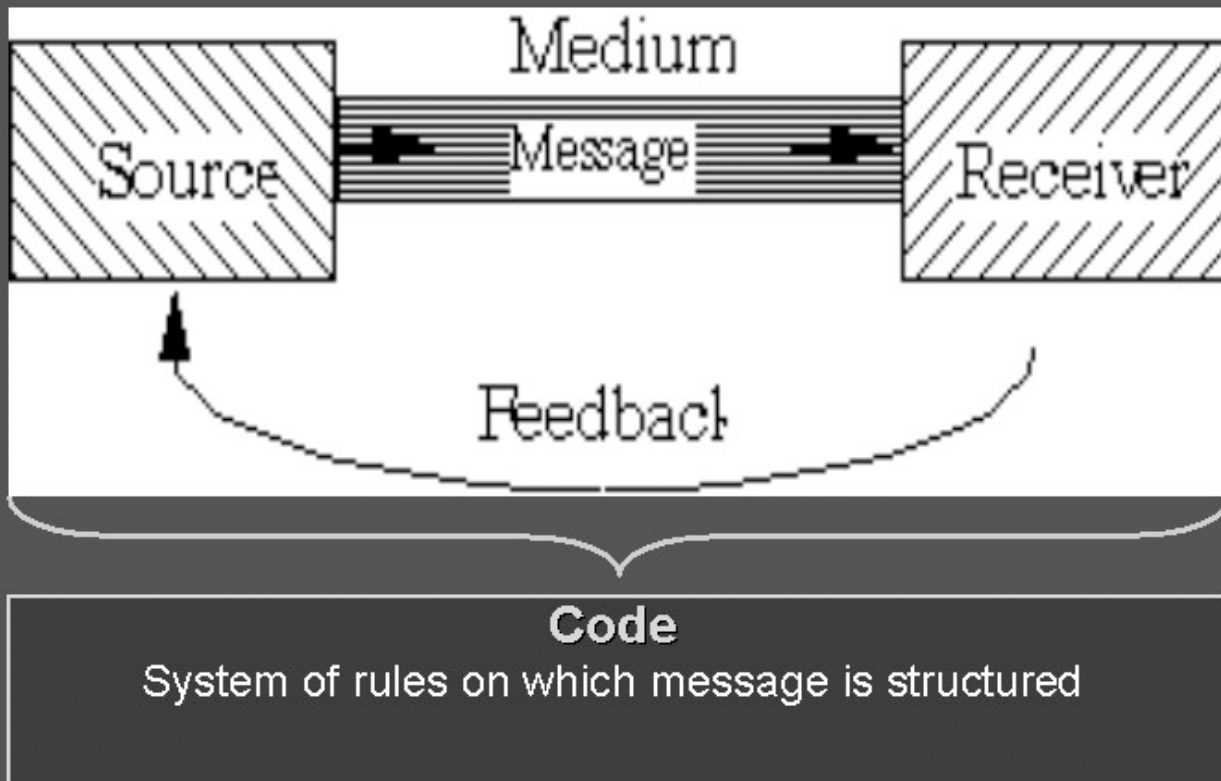 Medium
Source
Message
Receiver
Feedback
Code
System of rules on which message is structured